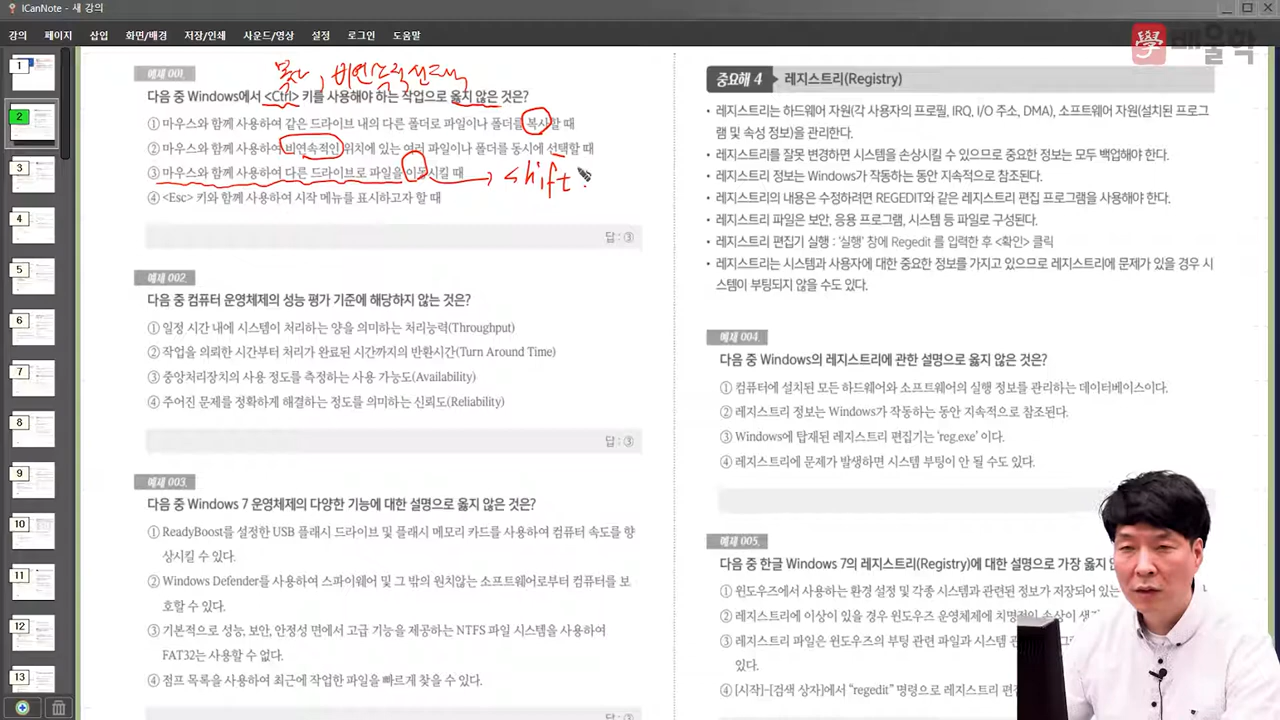 ICanNote - 새 강의
강의 페이지 삽입 화면/배경 저장/인쇄 사운드/영상 설정 로그인 도움말
學 배울학
1
2
3
4
5
6
7
8
9
10
11
12
13
예제 001.
복사, 비연속적선택
다음 중 Windows에서 <Ctrl> 키를 사용해야 하는 작업으로 옳지 않은 것은?
① 마우스와 함께 사용하여 같은 드라이브 내의 다른 폴더로 파일이나 폴더를 복사할 때
② 마우스와 함께 사용하여 비연속적인 위치에 있는 여러 파일이나 폴더를 동시에 선택할 때
③ 마우스와 함께 사용하여 다른 드라이브로 파일을 이동시킬 때
shift
④ <Esc> 키와 함께 사용하여 시작 메뉴를 표시하고자 할 때
답 : ③
예제 002.
다음 중 컴퓨터 운영체제의 성능 평가 기준에 해당하지 않는 것은?
① 일정 시간 내에 시스템이 처리하는 양을 의미하는 처리능력(Throughput)
② 작업을 의뢰한 시간부터 처리가 완료된 시간까지의 반환시간(Turn Around Time)
③ 중앙처리장치의 사용 정도를 측정하는 사용 가능도(Availability)
④ 주어진 문제를 정확하게 해결하는 정도를 의미하는 신뢰도(Reliability)
답 : ③
예제 003.
다음 중 Windows 7 운영체제의 다양한 기능에 대한 설명으로 옳지 않은 것은?
① ReadyBoost를 설정한 USB 플래시 드라이브 및 플래시 메모리 카드를 사용하여 컴퓨터 속도를 향
상시킬 수 있다.
② Windows Defender를 사용하여 스파이웨어 및 그 밖의 원치않는 소프트웨어로부터 컴퓨터를 보
호할 수 있다.
③ 기본적으로 성능, 보안, 안정성 면에서 고급 기능을 제공하는 NTFS 파일 시스템을 사용하여
FAT32는 사용할 수 없다.
④ 점프 목록을 사용하여 최근에 작업한 파일을 빠르게 찾을 수 있다.
답 : ③
중요해 4 레지스트리(Registry)
• 레지스트리는 하드웨어 자원(각 사용자의 프로필, IRQ, I/O 주소, DMA), 소프트웨어 자원(설치된 프로그
램 및 속성 정보)을 관리한다.
• 레지스트리를 잘못 변경하면 시스템을 손상시킬 수 있으므로 중요한 정보는 모두 백업해야 한다.
• 레지스트리 정보는 Windows가 작동하는 동안 지속적으로 참조된다.
• 레지스트리의 내용은 수정하려면 REGEDIT와 같은 레지스트리 편집 프로그램을 사용해야 한다.
• 레지스트리 파일은 보안, 응용 프로그램, 시스템 등 파일로 구성된다.
• 레지스트리 편집기 실행 : '실행' 창에 Regedit 를 입력한 후 <확인> 클릭
• 레지스트리는 시스템과 사용자에 대한 중요한 정보를 가지고 있으므로 레지스트리에 문제가 있을 경우 시
스템이 부팅되지 않을 수도 있다.
예제 004.
다음 중 Windows의 레지스트리에 관한 설명으로 옳지 않은 것은?
① 컴퓨터에 설치된 모든 하드웨어와 소프트웨어의 실행 정보를 관리하는 데이터베이스이다.
② 레지스트리 정보는 Windows가 작동하는 동안 지속적으로 참조된다.
③ Windows에 탑재된 레지스트리 편집기는 'reg.exe' 이다.
④ 레지스트리에 문제가 발생하면 시스템 부팅이 안 될 수도 있다.
예제 005.
다음 중 한글 Windows 7의 레지스트리(Registry)에 대한 설명으로 가장 옳지
① 윈도우즈에서 사용하는 환경 설정 및 각종 시스템과 관련된 정보가 저장되어 있는
② 레지스트리에 이상이 있을 경우 윈도우즈 운영체제에 치명적인 손상이
③ 레지스트리 파일은 윈도우즈의 부팅 관련 파일과 시스템 관련
있다.
④ [시작]-[검색 상자]에서 "regedit" 명령으로 레지스트리